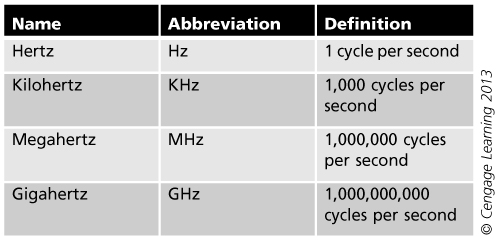 Name Abbreviation Definition
Hertz Hz 1 cycle per second
Kilohertz KHz 1,000 cycles per
second
Megahertz MHz 1,000,000 cycles
per second
Gigahertz GHz 1,000,000,000
cycles per second
© Cengage Learning 2013